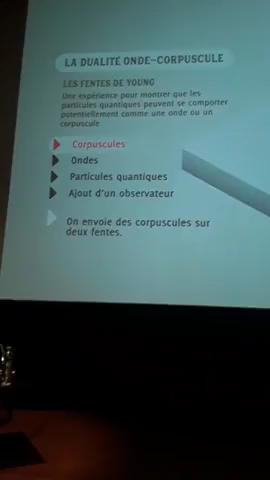 LA DUALITÉ ONDE-CORPUSCULE
LES FENTES DE YOUNG
Une expérience pour montrer que les
particules quantiques peuvent se comporter
potentiellement comme une onde ou un
corpuscule
Corpuscules
Ondes
Particules quantiques
Ajout d'un observateur
On envoie des corpuscules sur
deux fentes.